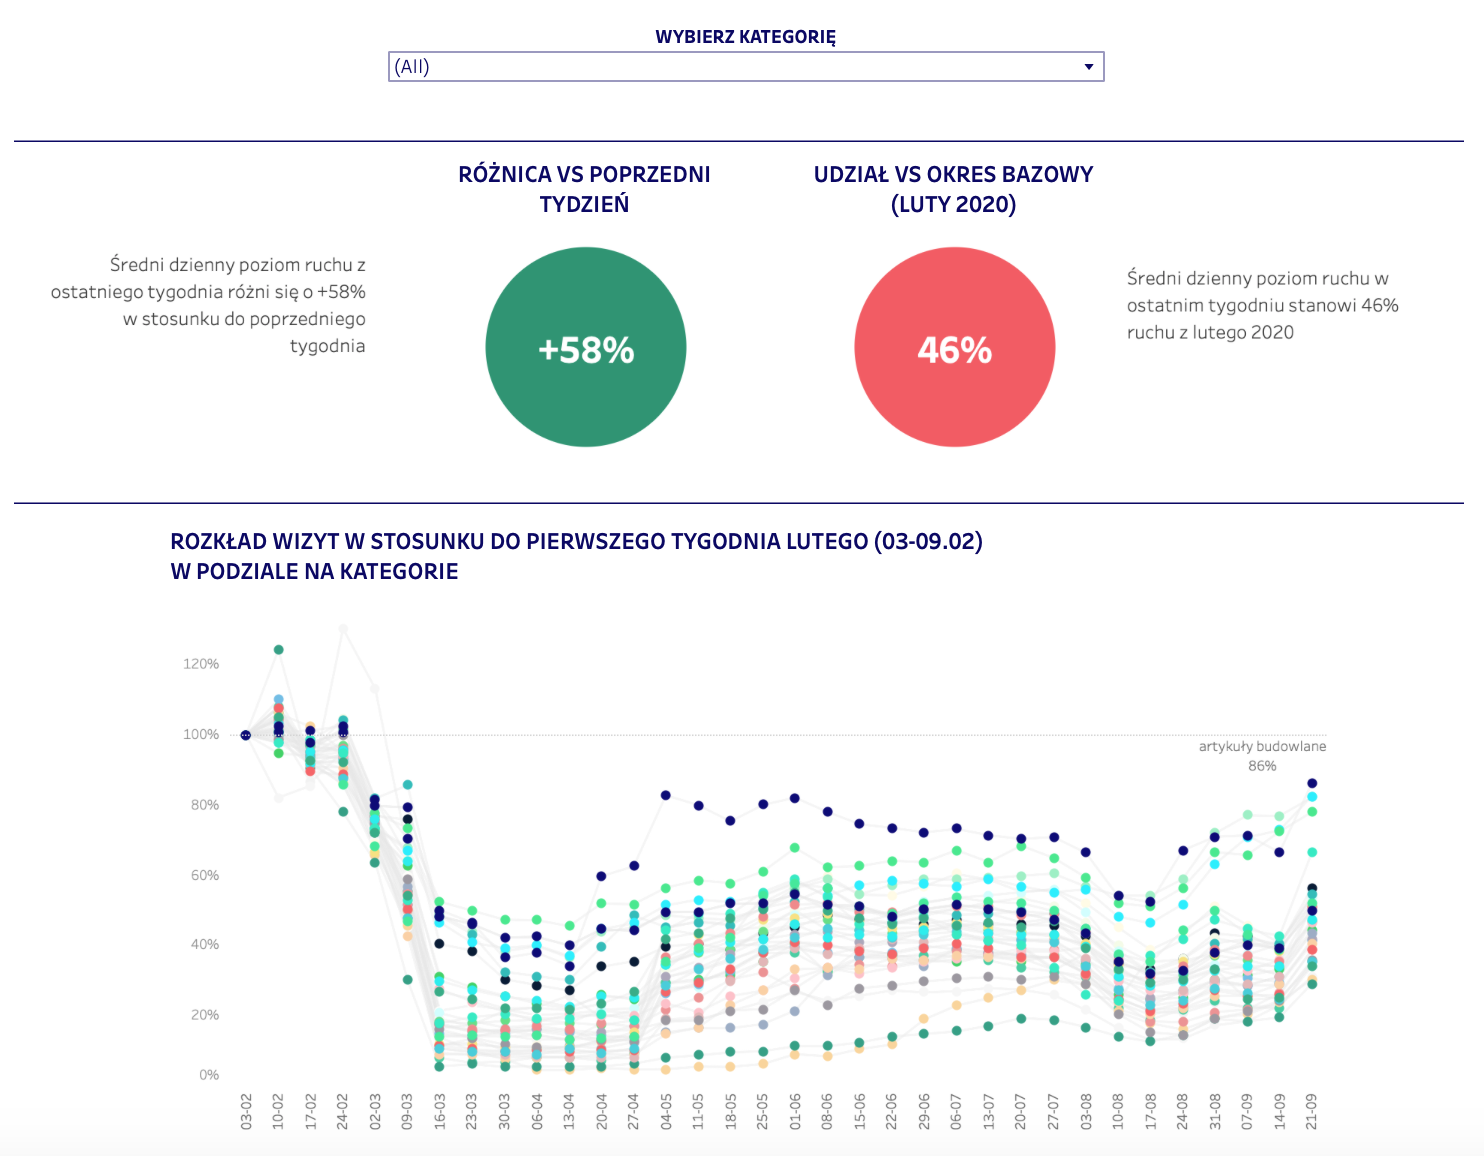 WYBIERZ KATEGORIĘ
(All)
RÓŻNICA VS POPRZEDNI
TYDZIEŃ
UDZIAŁ VS OKRES BAZOWY
(LUTY 2020)
Średni dzienny poziom ruchu z
ostatniego tygodnia różni się o +58%
w stosunku do poprzedniego
tygodnia
+58%
46%
Średni dzienny poziom ruchu w
ostatnim tygodniu stanowi 46%
ruchu z lutego 2020
ROZKŁAD WIZYT W STOSUNKU DO PIERWSZEGO TYGODNIA LUTEGO (03-09.02)
W PODZIALE NA KATEGORIE
120%
100%
artykuły budowlane
86%
80%
60%
40%
20%
0%
03-02
10-02
17-02
24-02
02-03
09-03
16-03
23-03
30-03
06-04
13-04
20-04
27-04
04-05
11-05
18-05
25-05
01-06
08-06
15-06
22-06
29-06
06-07
13-07
20-07
27-07
03-08
10-08
17-08
24-08
31-08
07-09
14-09
21-09